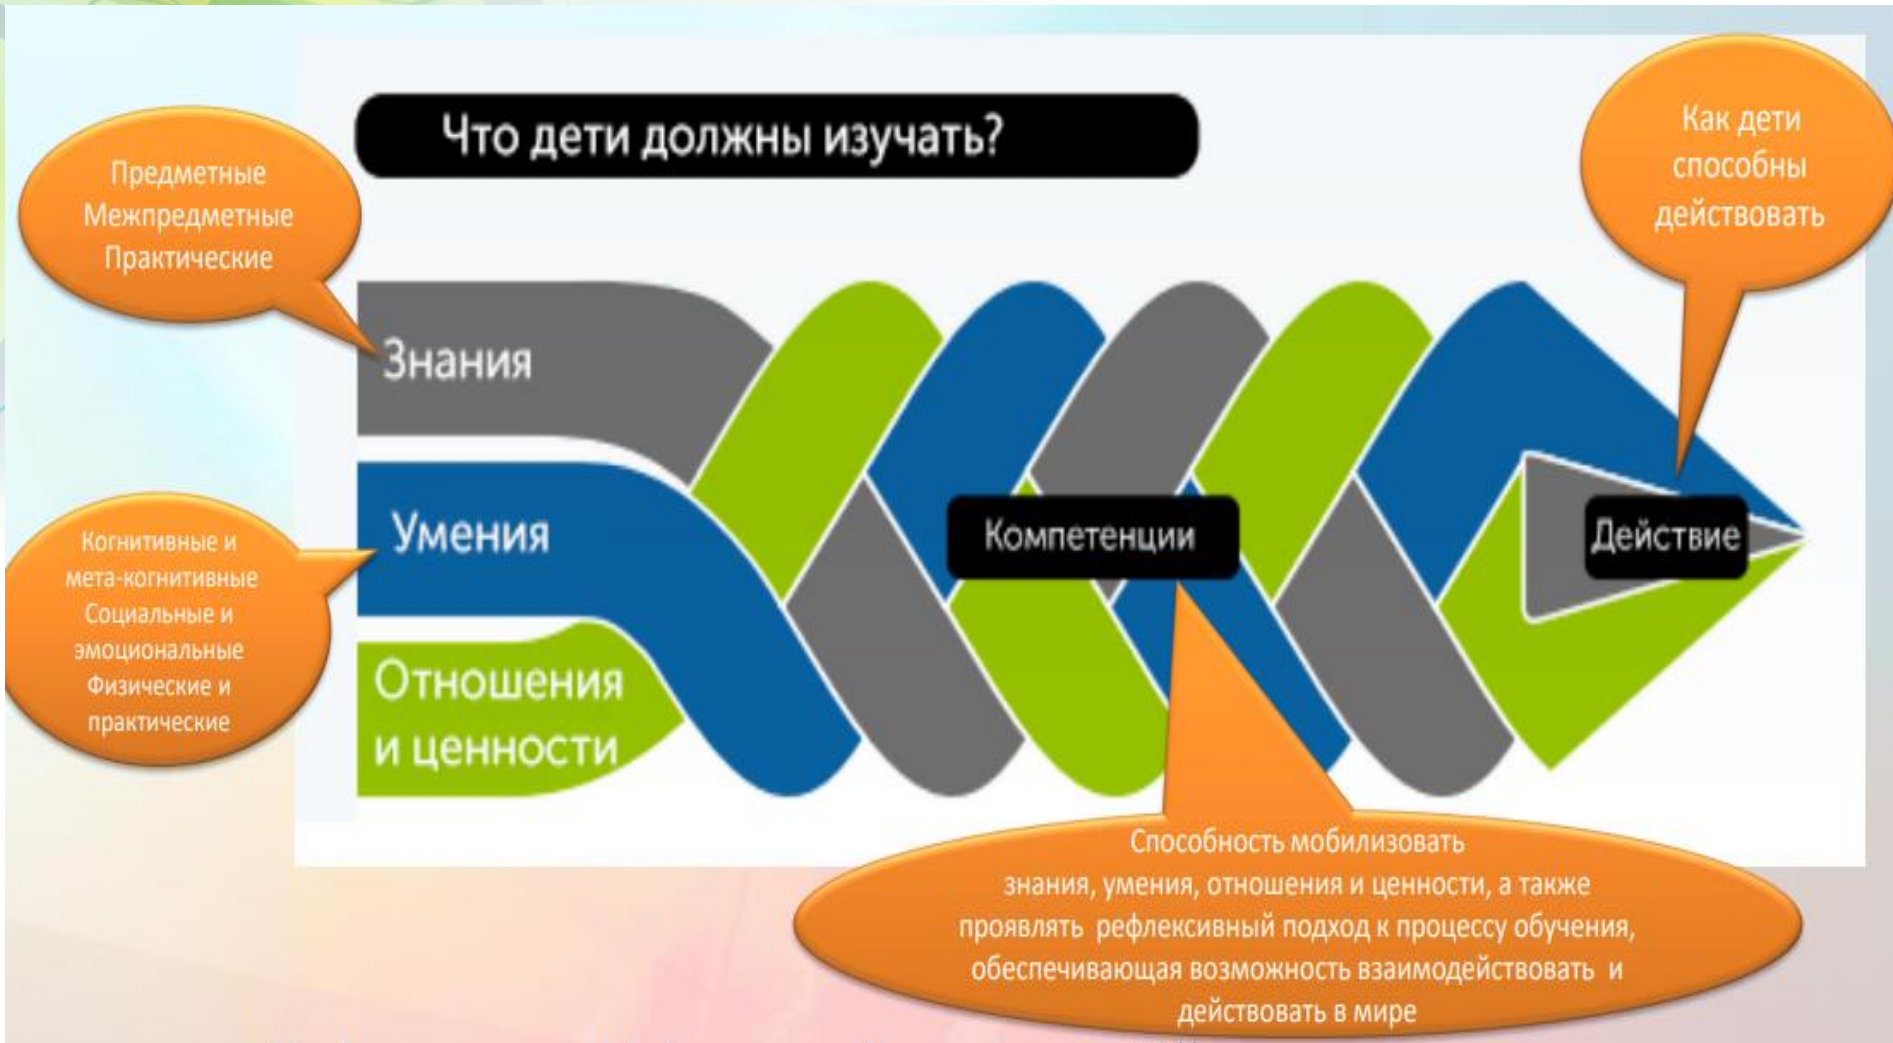 Что дети должны изучать?
Как дети
способны
действовать
Предметные
Межпредметные
Практические
Знания
Умения
Когнитивные и
мета-когнитивные
Социальные и
эмоциональные
Физические и
практические
Отношения
и ценности
Компетенции
Действие
Способность мобилизовать
знания, умения, отношения и ценности, а также
проявлять рефлексивный подход к процессу обучения,
обеспечивающая возможность взаимодействовать и
действовать в мире